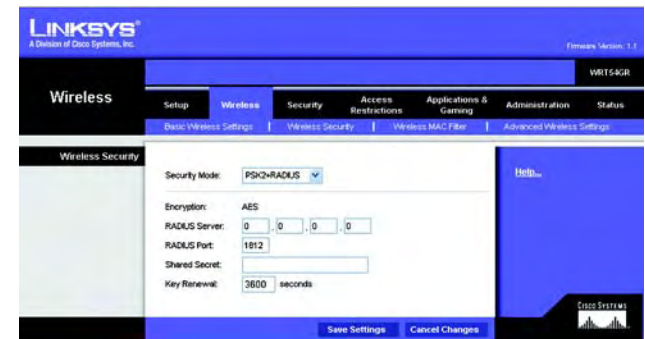 LINKSYS®
A Division of Cisco Systems, Inc.
Firmware Version: 1.1
WRT54GR
Wireless
Setup Wireless Security Access Restrictions Applications & Gaming Administration Status
Basic Wireless Settings | Wireless Security | Wireless MAC Filter | Advanced Wireless Settings
Wireless Security
Security Mode: PSK2+RADIUS
Help...
Encryption: AES
RADIUS Server: 0 . 0 . 0 . 0
RADIUS Port: 1812
Shared Secret:
Key Renewal: 3600 seconds
Save Settings Cancel Changes
CISCO SYSTEMS